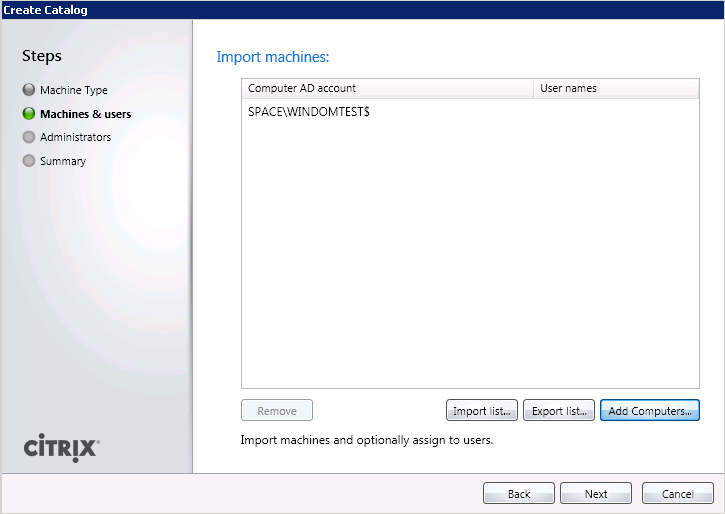 Create Catalog
Steps
Machine Type
Machines & users
Administrators
Summary
CITRIX®
Import machines:
Computer AD account User names
SPACE\WINDOMTEST$
Remove Import list... Export list... Add Computers...
Import machines and optionally assign to users.
Back Next Cancel